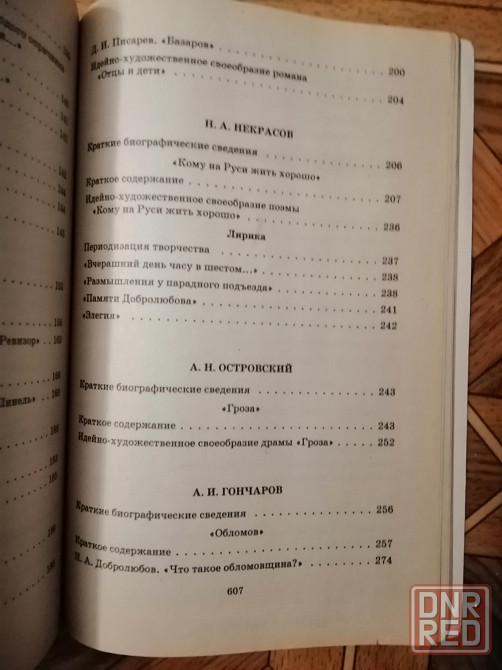 Д. И. Писарев. «Базаров» 200
Идейно-художественное своеобразие романа
«Отцы и дети» 204
Н. А. НЕКРАСОВ
Краткие биографические сведения 206
«Кому на Руси жить хорошо»
Краткое содержание 207
Идейно-художественное своеобразие поэмы
«Кому на Руси жить хорошо» 236
Лирика
Периодизация творчества 237
«Вчерашний день часу в шестом...» 238
«Размышления у парадного подъезда» 238
«Памяти Добролюбова» 241
«Элегия» 242
А. Н. ОСТРОВСКИЙ
Краткие биографические сведения 243
«Гроза»
Краткое содержание 243
Идейно-художественное своеобразие драмы «Гроза» 252
А. И. ГОНЧАРОВ
Краткие биографические сведения 256
«Обломов»
Краткое содержание 257
Н. А. Добролюбов. «Что такое обломовщина?» 274
607
DNR
RED